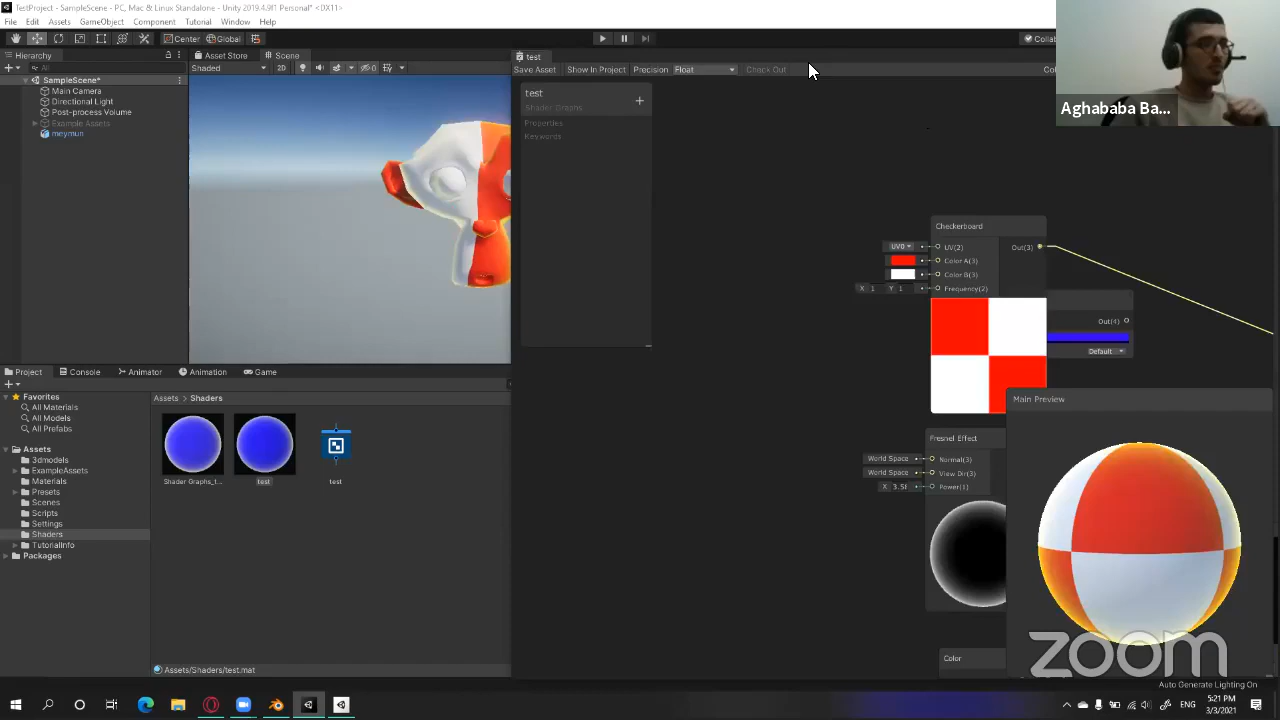 TestProject - SampleScene - PC, Mac & Linux Standalone - Unity 2019.4.9f1 Personal* <DX11>
File Edit Assets GameObject Component Tutorial Window Help
Center Global
Collab
Hierarchy
Asset Store
Scene
All
Shaded
2D
0
SampleScene*
Main Camera
Directional Light
Post-process Volume
Example Assets
meymun
test
Save Asset
Show In Project
Precision
Float
Check Out
Col
test
Shader Graphs
Properties
Keywords
Aghababa Ba...
Checkerboard
UV0
UV(2)
Out(3)
Color A(3)
Color B(3)
X 1 Y 1
Frequency(2)
Out(4)
Default
Main Preview
Fresnel Effect
World Space
Normal(3)
World Space
View Dir(3)
X 3.5
Power(1)
Color
Project
Console
Animator
Animation
Game
Favorites
All Materials
All Models
All Prefabs
Assets
3dmodels
ExampleAssets
Materials
Presets
Scenes
Scripts
Settings
Shaders
TutorialInfo
Packages
Assets > Shaders
Shader Graphs_t...
test
test
Assets/Shaders/test.mat
zoom
Auto Generate Lighting On
ENG
5:21 PM
3/3/2021